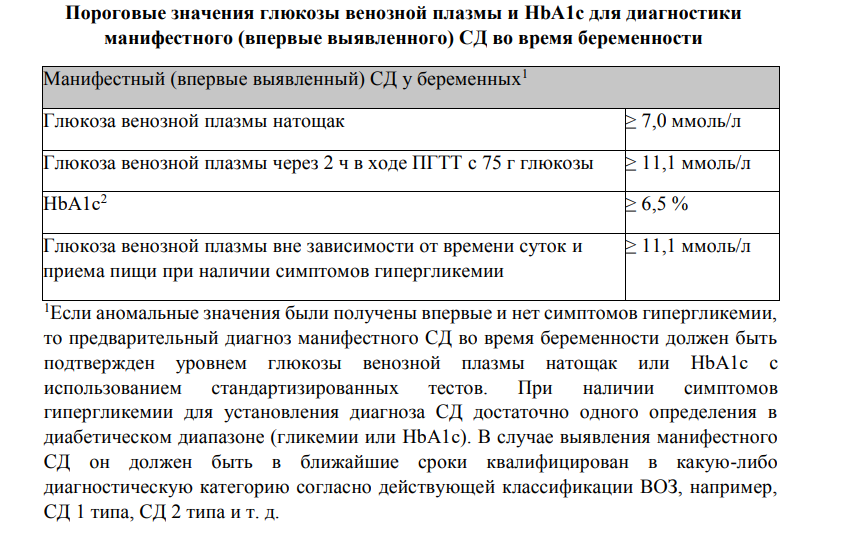 Пороговые значения глюкозы венозной плазмы и HbA1c для диагностики
манифестного (впервые выявленного) СД во время беременности
Манифестный (впервые выявленный) СД у беременных¹
Глюкоза венозной плазмы натощак ≥ 7,0 ммоль/л
Глюкоза венозной плазмы через 2 ч в ходе ПГТТ с 75 г глюкозы ≥ 11,1 ммоль/л
HbA1c² ≥ 6,5 %
Глюкоза венозной плазмы вне зависимости от времени суток и ≥ 11,1 ммоль/л
приема пищи при наличии симптомов гипергликемии
¹Если аномальные значения были получены впервые и нет симптомов гипергликемии,
то предварительный диагноз манифестного СД во время беременности должен быть
подтвержден уровнем глюкозы венозной плазмы натощак или HbA1c с
использованием стандартизированных тестов. При наличии симптомов
гипергликемии для установления диагноза СД достаточно одного определения в
диабетическом диапазоне (гликемии или HbA1c). В случае выявления манифестного
СД он должен быть в ближайшие сроки квалифицирован в какую-либо
диагностическую категорию согласно действующей классификации ВОЗ, например,
СД 1 типа, СД 2 типа и т. д.